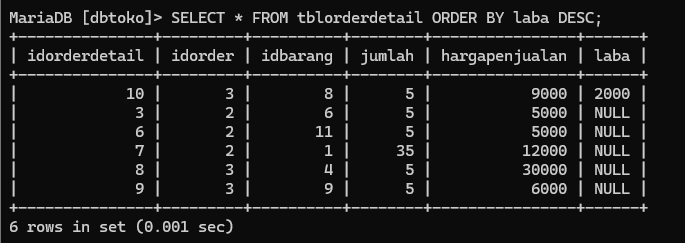 MariaDB [dbtoko]> SELECT * FROM tblorderdetail ORDER BY laba DESC;
+---------------+---------+----------+--------+----------------+------+
| idorderdetail | idorder | idbarang | jumlah | hargapenjualan | laba |
+---------------+---------+----------+--------+----------------+------+
|            10 |       3 |        8 |      5 |           9000 | 2000 |
|             3 |       2 |        6 |      5 |           5000 | NULL |
|             6 |       2 |       11 |      5 |           5000 | NULL |
|             7 |       2 |        1 |     35 |          12000 | NULL |
|             8 |       3 |        4 |      5 |          30000 | NULL |
|             9 |       3 |        9 |      5 |           6000 | NULL |
+---------------+---------+----------+--------+----------------+------+
6 rows in set (0.001 sec)